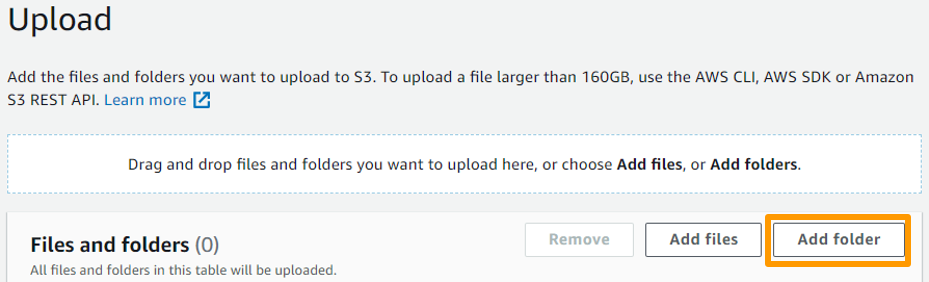 Upload
Add the files and folders you want to upload to S3. To upload a file larger than 160GB, use the AWS CLI, AWS SDK or Amazon
S3 REST API. Learn more
Drag and drop files and folders you want to upload here, or choose Add files, or Add folders.
Files and folders (0)
Remove
Add files
Add folder
All files and folders in this table will be uploaded.